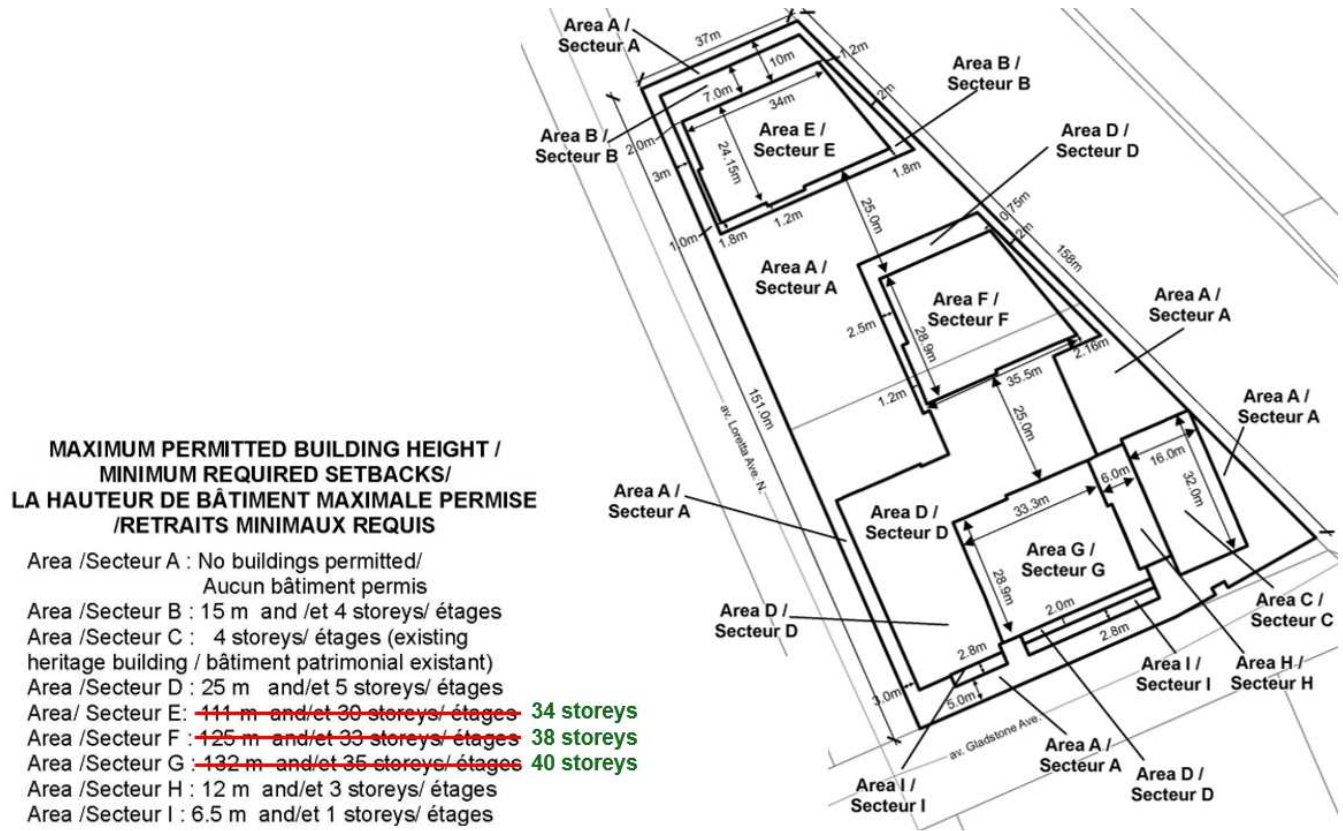 MAXIMUM PERMITTED BUILDING HEIGHT /
MINIMUM REQUIRED SETBACKS/
LA HAUTEUR DE BÂTIMENT MAXIMALE PERMISE
/RETRAITS MINIMAUX REQUIS
Area /Secteur A : No buildings permitted/
Aucun bâtiment permis
Area /Secteur B : 15 m and /et 4 storeys/ étages
Area /Secteur C : 4 storeys/ étages (existing
heritage building / bâtiment patrimonial existant)
Area /Secteur D : 25 m and/et 5 storeys/ étages
Area/ Secteur E: 111 m and/et 30 storeys/ étages 34 storeys
Area /Secteur F : 125 m and/et 33 storeys/ étages 38 storeys
Area /Secteur G : 132 m and/et 35 storeys/ étages 40 storeys
Area /Secteur H : 12 m and/et 3 storeys/ étages
Area /Secteur I : 6.5 m and/et 1 storeys/ étages
Area A /
Secteur A
37m
10m
1.2m
7.0m
34m
2m
Area B /
Secteur B
Area B /
Secteur B
2.0m
Area E /
Secteur E
24.15m
3m
1.8m
1.2m
1.8m
1.0m
Area D /
Secteur D
25.0m
0.75m
2m
158m
Area A /
Secteur A
Area F /
Secteur F
2.5m
28.9m
2.16m
35.5m
1.2m
Area A /
Secteur A
151.0m
av. Loretta Ave. N.
25.0m
Area A /
Secteur A
16.0m
6.0m
32.0m
Area A /
Secteur A
Area D /
Secteur D
33.3m
Area G /
Secteur G
28.9m
2.0m
2.8m
Area C /
Secteur C
Area D /
Secteur D
2.8m
3.0m
5.0m
Area I /
Secteur I
Area H /
Secteur H
av. Gladstone Ave.
Area A /
Secteur A
Area D /
Secteur D
Area I /
Secteur I